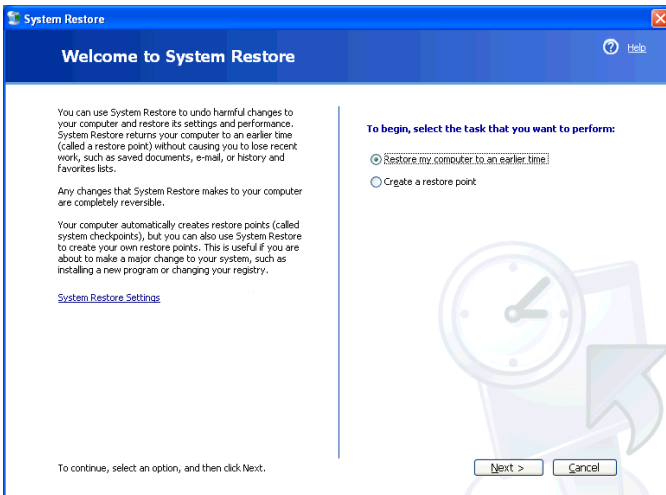 System Restore
Welcome to System Restore
Help
You can use System Restore to undo harmful changes to
your computer and restore its settings and performance.
System Restore returns your computer to an earlier time
(called a restore point) without causing you to lose recent
work, such as saved documents, e-mail, or history and
favorites lists.
Any changes that System Restore makes to your computer
are completely reversible.
Your computer automatically creates restore points (called
system checkpoints), but you can also use System Restore
to create your own restore points. This is useful if you are
about to make a major change to your system, such as
installing a new program or changing your registry.
System Restore Settings
To begin, select the task that you want to perform:
Restore my computer to an earlier time
Create a restore point
To continue, select an option, and then click Next.
Next >
Cancel